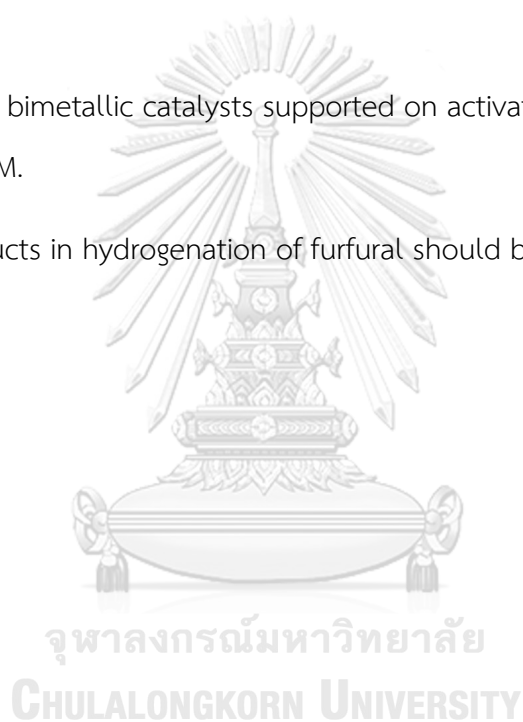 bimetallic catalysts supported on activat
M.
ucts in hydrogenation of furfural should b
จุฬาลงกรณ์มหาวิทยาลัย
CHULALONGKORN UNIVERSITY